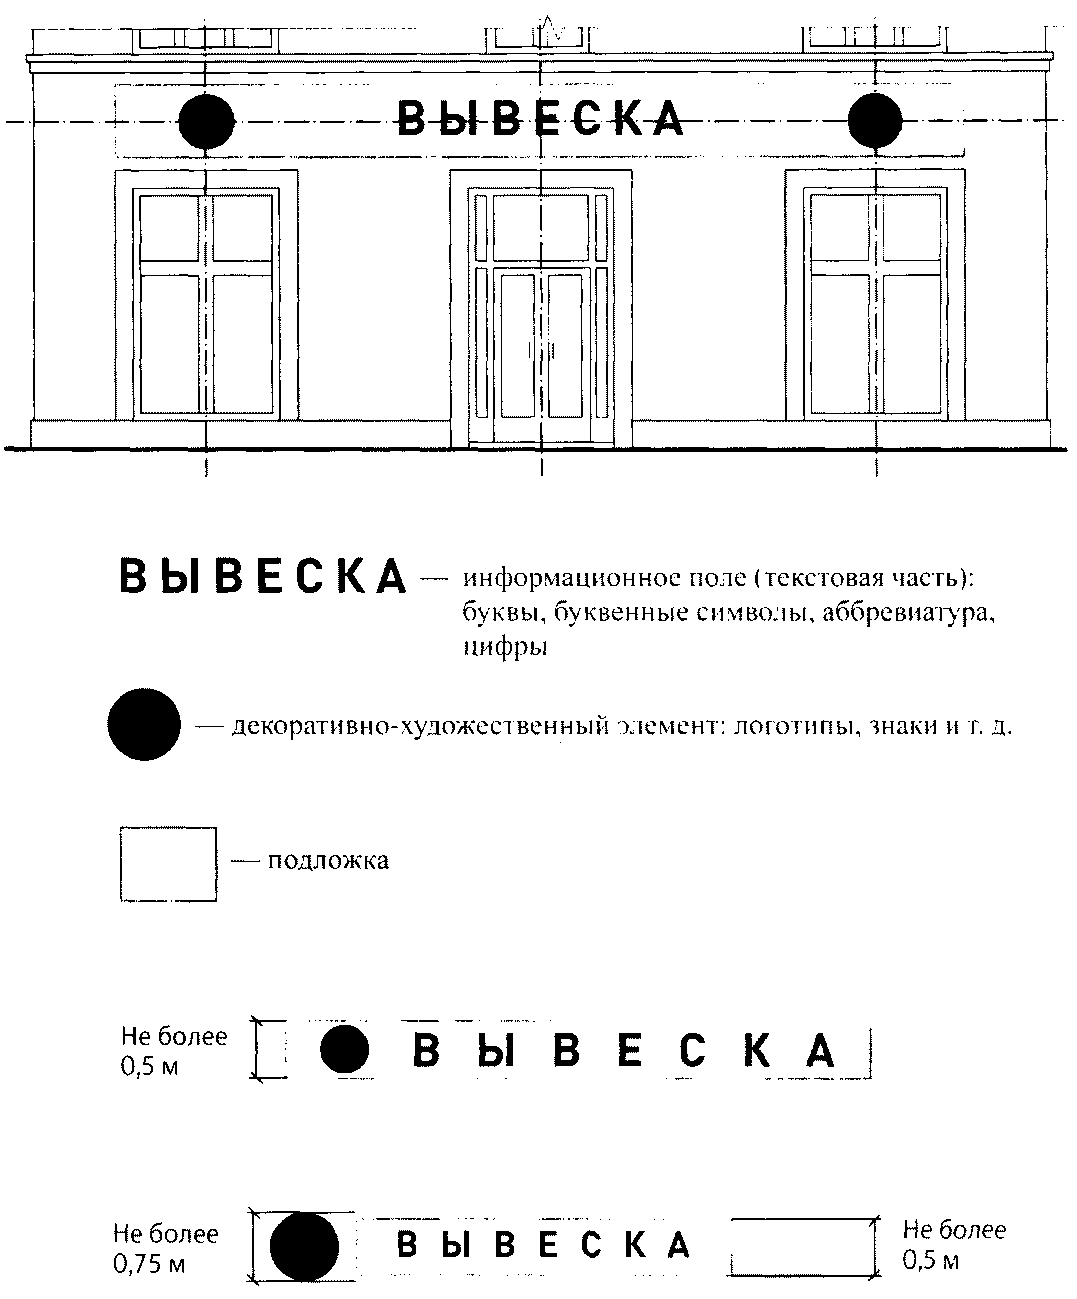 ВЫВЕСКА
ВЫВЕСКА — информационное поле (текстовая часть):
буквы, буквенные символы, аббревиатура,
цифры
— декоративно-художественный элемент: логотипы, знаки и т. д.
— подложка
Не более
0,5 м
ВЫВЕСКА
Не более
0,75 м
ВЫВЕСКА
Не более
0,5 м